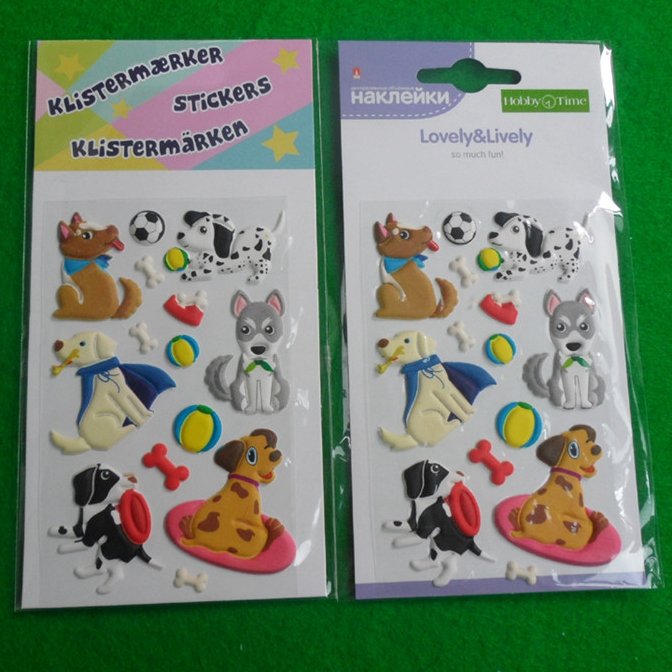 KLISTERMÆRKER
STICKERS
KLISTERMÄRKEN
наклейки
Hobby Time
Lovely&Lively
so much fun!